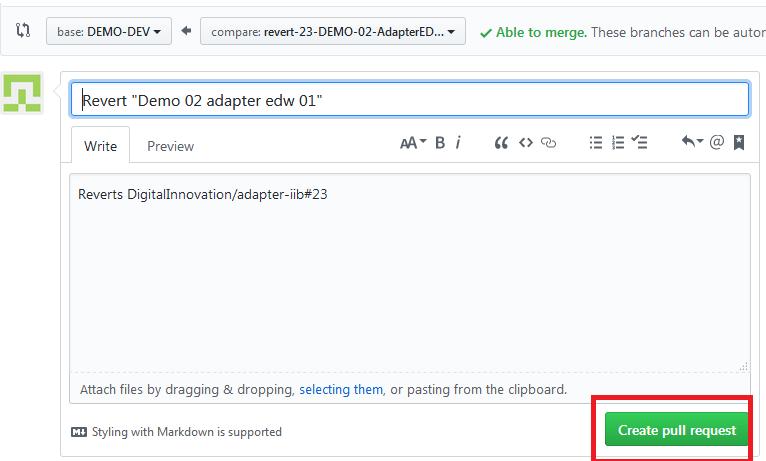 base: DEMO-DEV compare: revert-23-DEMO-02-AdapterED... Able to merge. These branches can be autor
Revert "Demo 02 adapter edw 01"
Write Preview AA B i @
Reverts DigitalInnovation/adapter-iib#23
Attach files by dragging & dropping, selecting them, or pasting from the clipboard.
Styling with Markdown is supported Create pull request